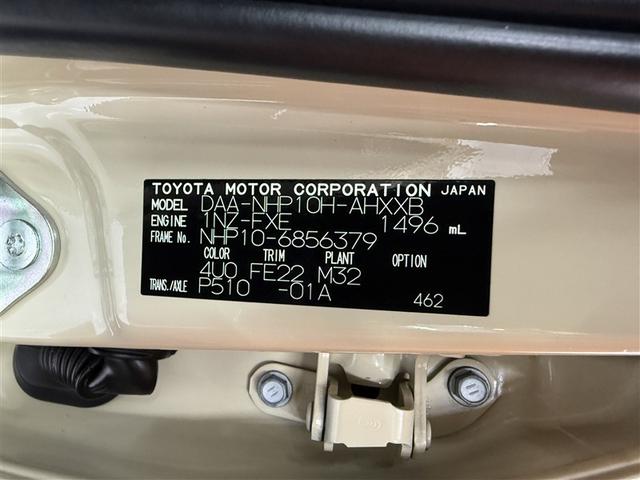 TOYOTA MOTOR CORPORATION JAPAN
MODEL DAA-NHP10H-AHXXB
ENGINE 1NZ-FXE 1496 mL
FRAME No. NHP10-6856379
COLOR TRIM PLANT OPTION
4U0 FE22 M32
TRANS./AXLE P510 -01A
462